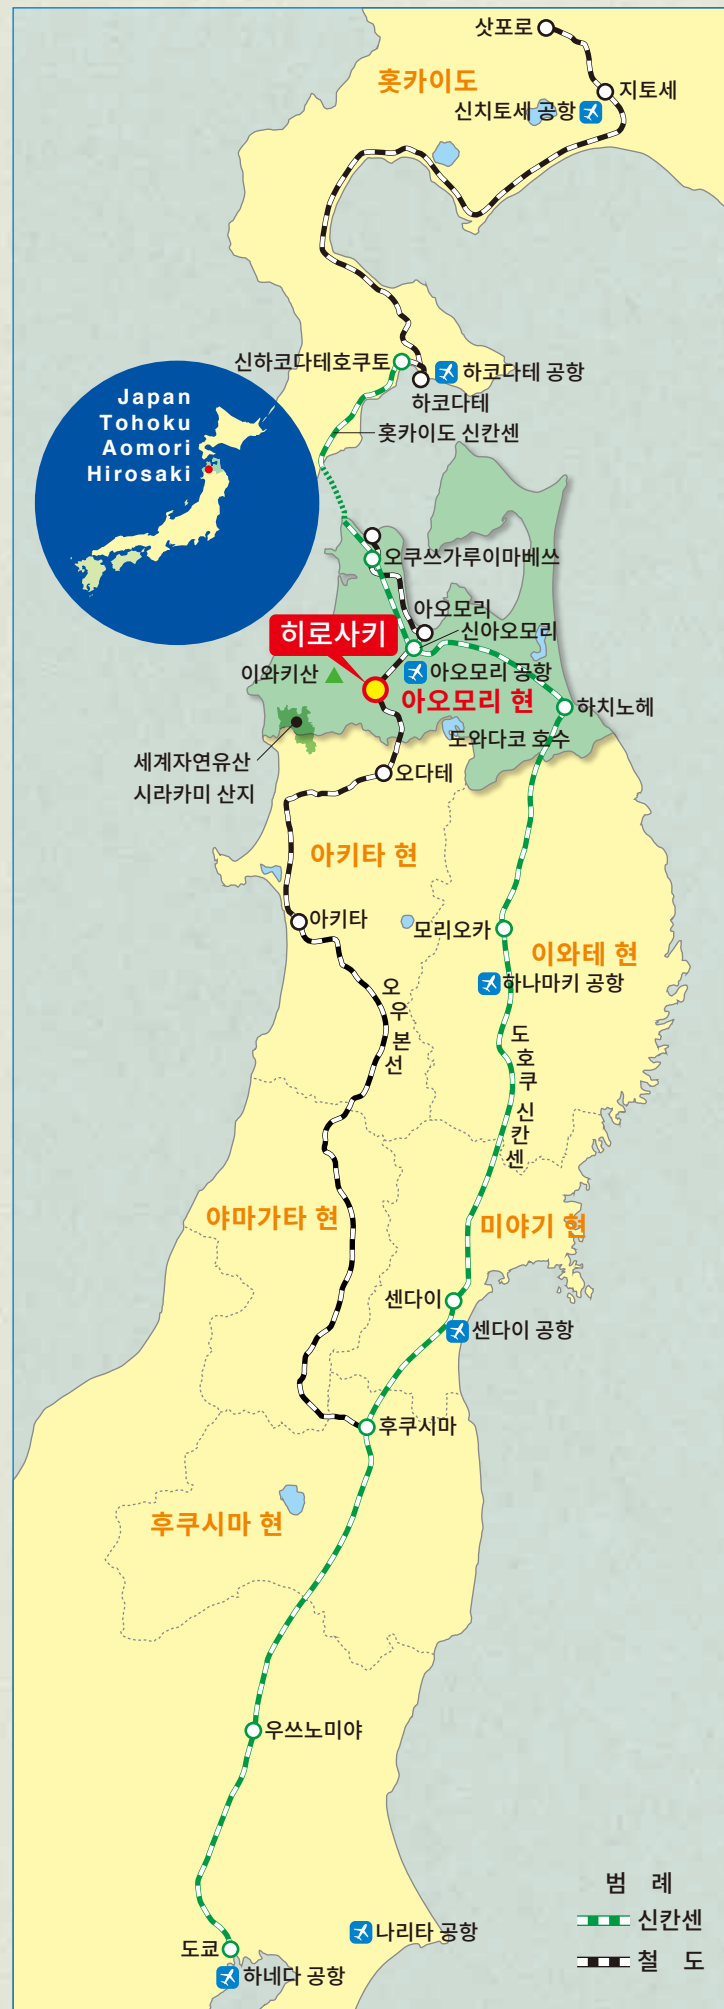 삿포로
홋카이도
지토세
신치토세 공항
신하코다테호쿠토
하코다테 공항
하코다테
홋카이도 신칸센
Japan
Tohoku
Aomori
Hirosaki
오쿠쓰가루이마베쓰
아오모리
신아오모리
히로사키
이와키산
아오모리 공항
아오모리 현
하치노헤
도와다코 호수
세계자연유산
시라카미 산지
오다테
아키타 현
아키타
모리오카
이와테 현
하나마키 공항
오우 본선
도호쿠 신칸센
야마가타 현
미야기 현
센다이
센다이 공항
후쿠시마
후쿠시마 현
우쓰노미야
도쿄
나리타 공항
하네다 공항
범 례
신칸센
철 도